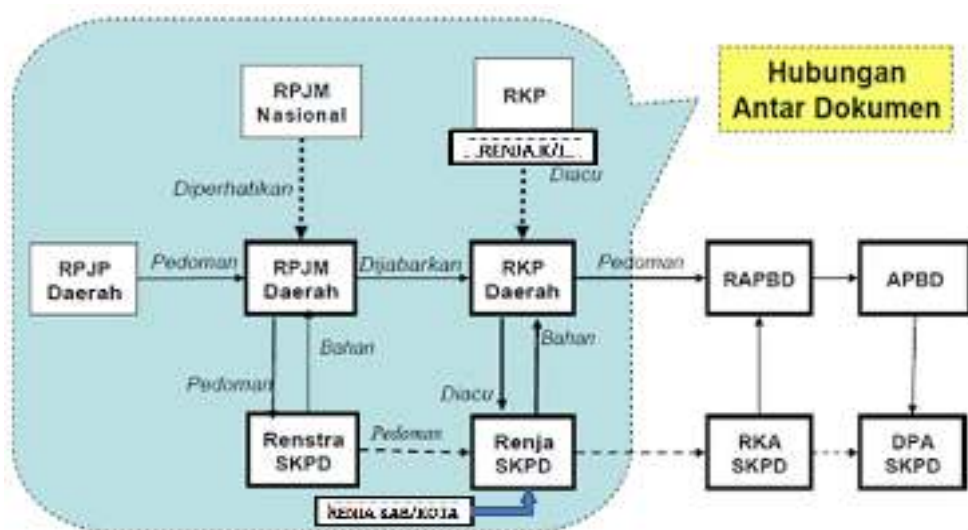 Hubungan
Antar Dokumen
RPJM
Nasional
RKP
RENJA K/L
Diperhatikan
Diacu
RPJP
Daerah
Pedoman
RPJM
Daerah
Dijabarkan
RKP
Daerah
Pedoman
RAPBD
APBD
Pedoman
Bahan
Diacu
Bahan
Renstra
SKPD
Pedoman
Renja
SKPD
RKA
SKPD
DPA
SKPD
RENJA KAB/KOTA